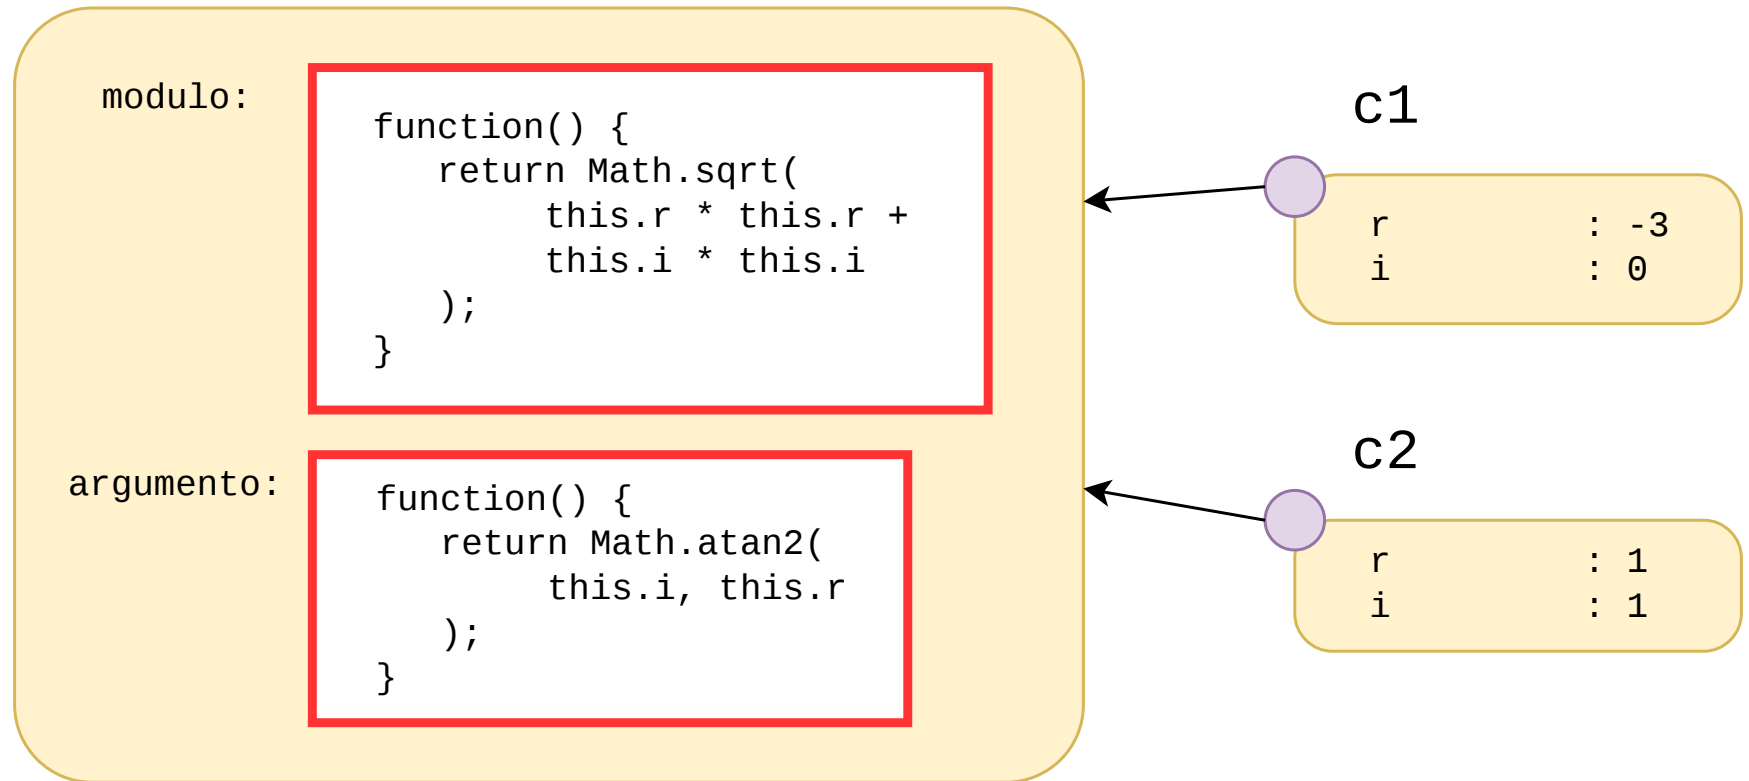 modulo:
function() {
return Math.sqrt(
this.r * this.r +
this.i * this.i
);
}
argumento:
function() {
return Math.atan2(
this.i, this.r
);
}
c1
r : -3
i : 0
c2
r : 1
i : 1